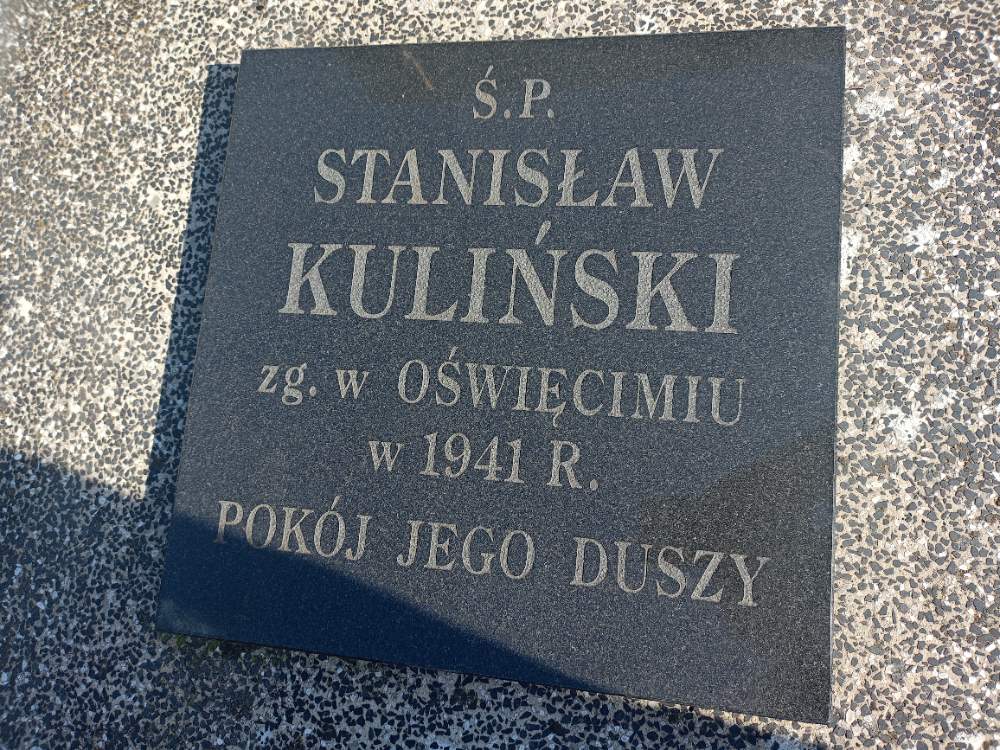 Ś.P.
STANISŁAW
KULIŃSKI
zg. w OŚWIĘCIMIU
w 1941 R.
POKÓJ JEGO DUSZY